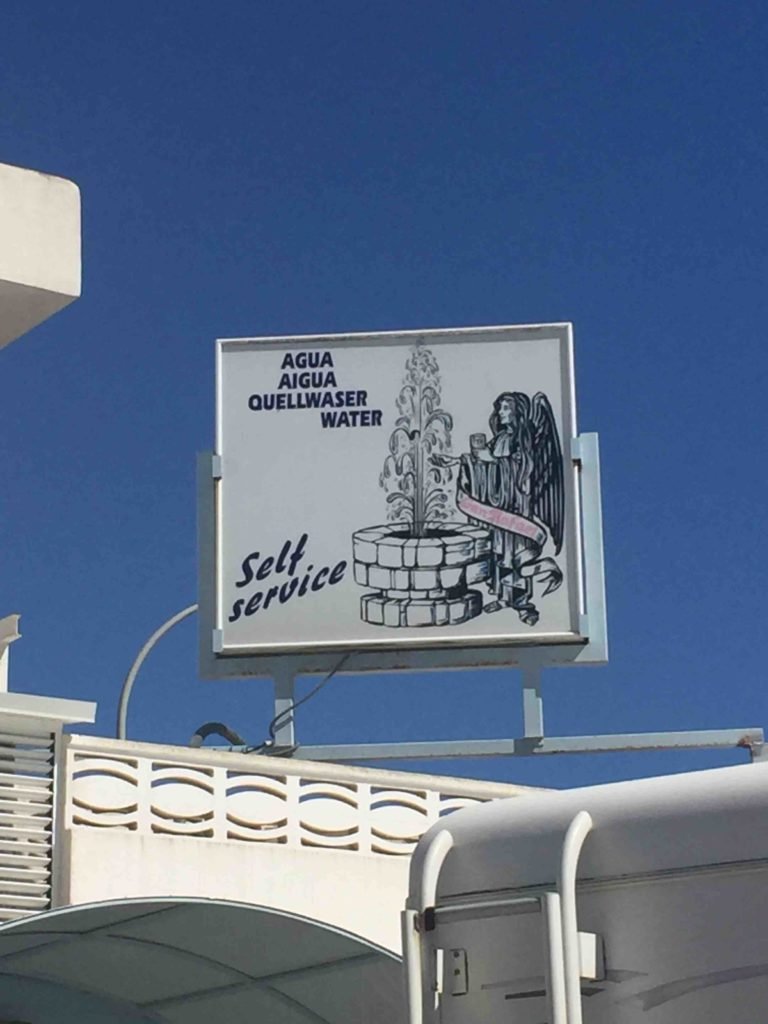 AGUA
AIGUA
QUELLWASER
WATER
Self
service